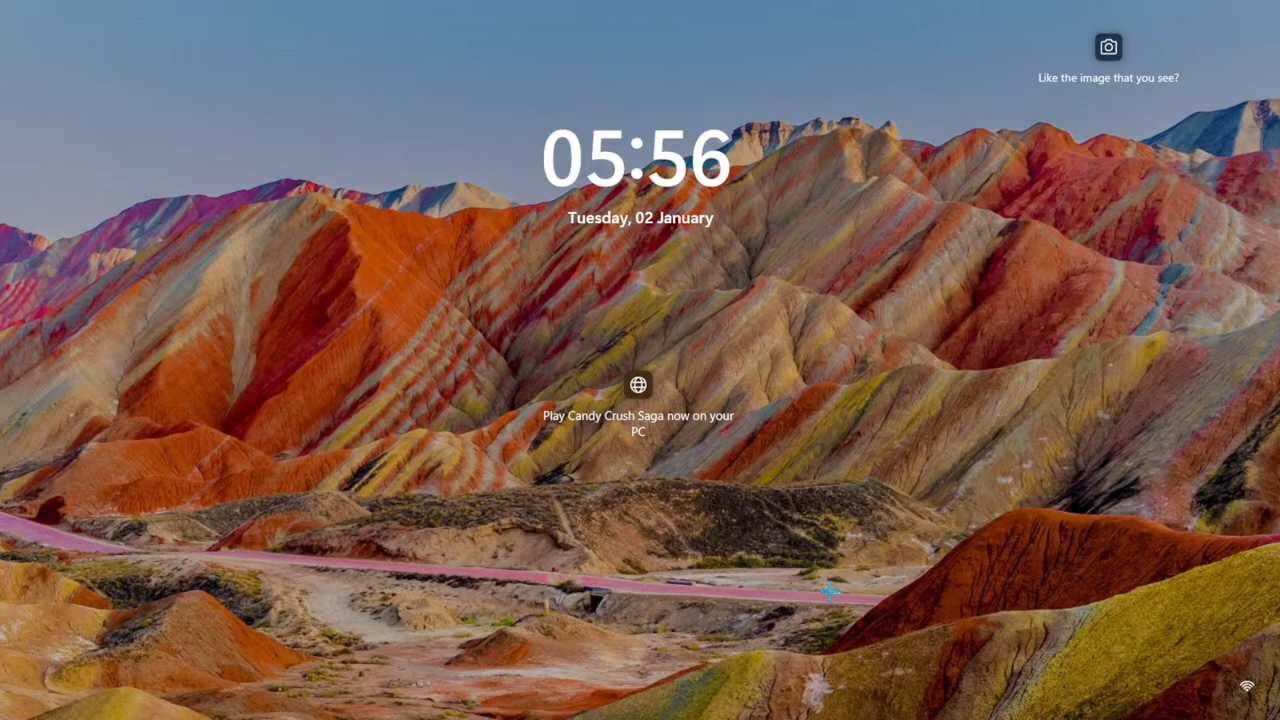 Like the image that you see?
05:56
Tuesday, 02 January
Play Candy Crush Saga now on your
PC